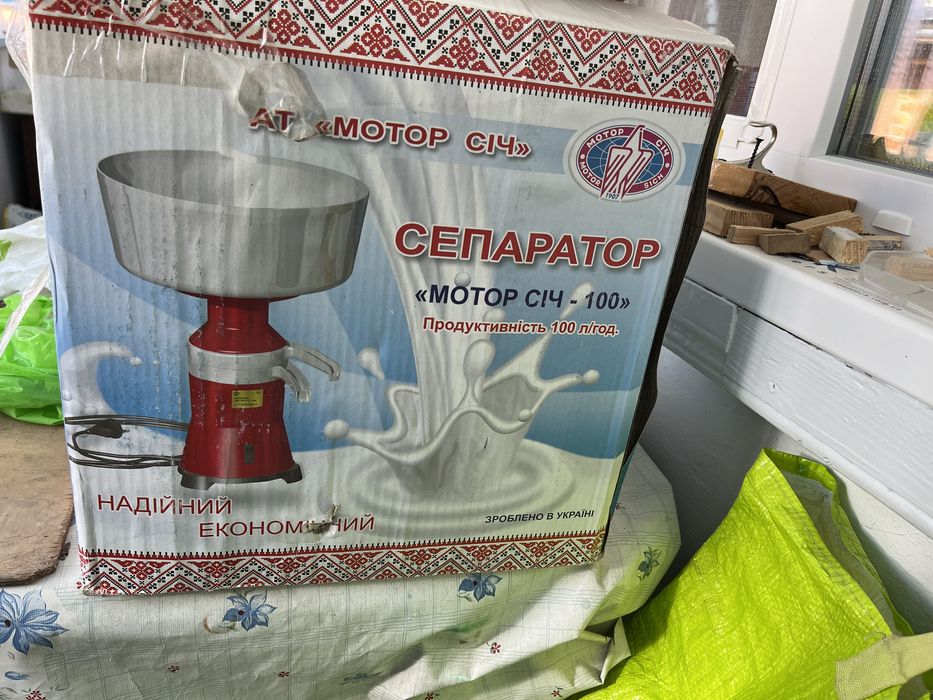 АТ «МОТОР СІЧ»
МОТОР СІЧ
MOTOR SICH
1907
СЕПАРАТОР
«МОТОР СІЧ - 100»
Продуктивність 100 л/год.
НАДІЙНИЙ
ЕКОНОМІЧНИЙ
ЗРОБЛЕНО В УКРАЇНІ